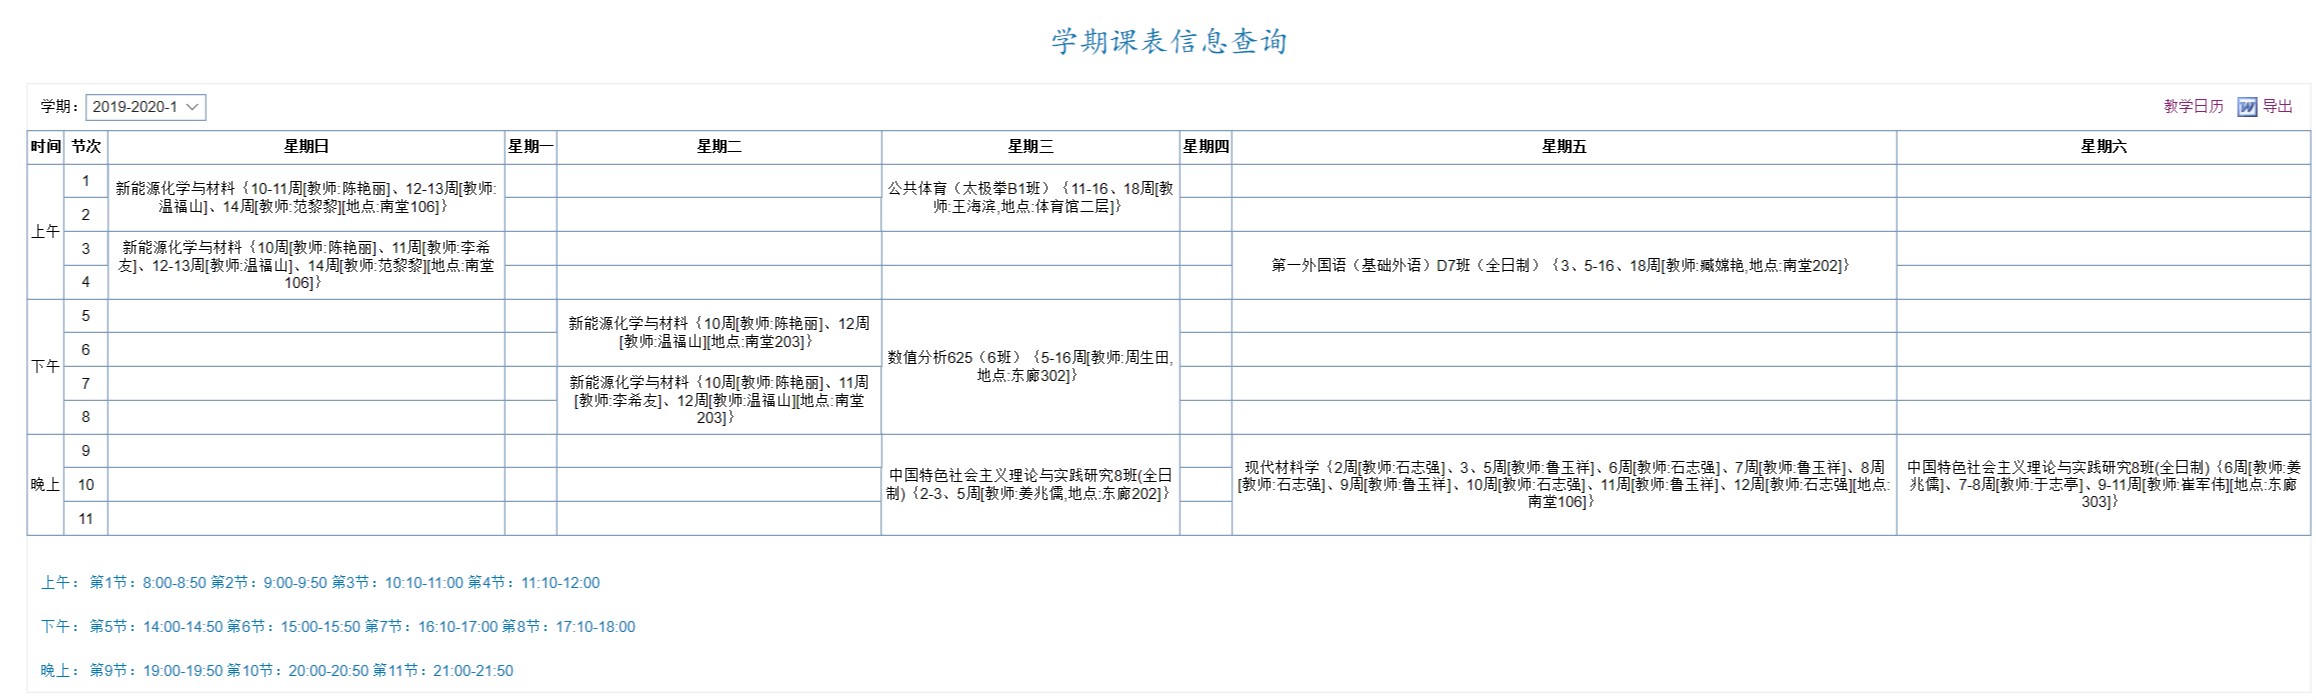 学期课表信息查询
学期： 2019-2020-1
教学日历 导出
时间 节次 星期日 星期一 星期二 星期三 星期四 星期五 星期六
上午
1
2
新能源化学与材料｛10-11周[教师:陈艳丽]、12-13周[教师:
温福山]、14周[教师:范黎黎][地点:南堂106]｝
公共体育（太极拳B1班）｛11-16、18周[教
师:王海滨,地点:体育馆二层]｝
3
4
新能源化学与材料｛10周[教师:陈艳丽]、11周[教师:李希
友]、12-13周[教师:温福山]、14周[教师:范黎黎][地点:南堂
106]｝
第一外国语（基础外语）D7班（全日制）｛3、5-16、18周[教师:臧嫦艳,地点:南堂202]｝
下午
5
6
新能源化学与材料｛10周[教师:陈艳丽]、12周
[教师:温福山][地点:南堂203]｝
数值分析625（6班）｛5-16周[教师:周生田,
地点:东廊302]｝
7
8
新能源化学与材料｛10周[教师:陈艳丽]、11周
[教师:李希友]、12周[教师:温福山][地点:南堂
203]｝
晚上
9
10
11
中国特色社会主义理论与实践研究8班(全日
制)｛2-3、5周[教师:姜兆儒,地点:东廊202]｝
现代材料学｛2周[教师:石志强]、3、5周[教师:鲁玉祥]、6周[教师:石志强]、7周[教师:鲁玉祥]、8周
[教师:石志强]、9周[教师:鲁玉祥]、10周[教师:石志强]、11周[教师:鲁玉祥]、12周[教师:石志强][地点:
南堂106]｝
中国特色社会主义理论与实践研究8班(全日制)｛6周[教师:姜
兆儒]、7-8周[教师:于志亭]、9-11周[教师:崔军伟][地点:东廊
303]｝
上午： 第1节：8:00-8:50 第2节：9:00-9:50 第3节：10:10-11:00 第4节：11:10-12:00
下午： 第5节：14:00-14:50 第6节：15:00-15:50 第7节：16:10-17:00 第8节：17:10-18:00
晚上： 第9节：19:00-19:50 第10节：20:00-20:50 第11节：21:00-21:50